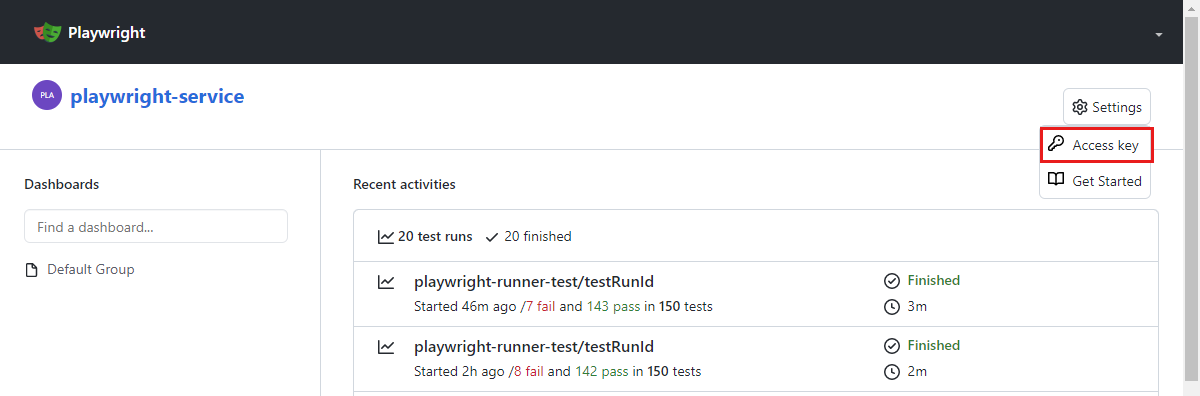 Playwright
PLA
playwright-service
Settings
Access key
Get Started
Dashboards
Find a dashboard...
Default Group
Recent activities
20 test runs 20 finished
playwright-runner-test/testRunId Finished
Started 46m ago /7 fail and 143 pass in 150 tests 3m
playwright-runner-test/testRunId Finished
Started 2h ago /8 fail and 142 pass in 150 tests 2m